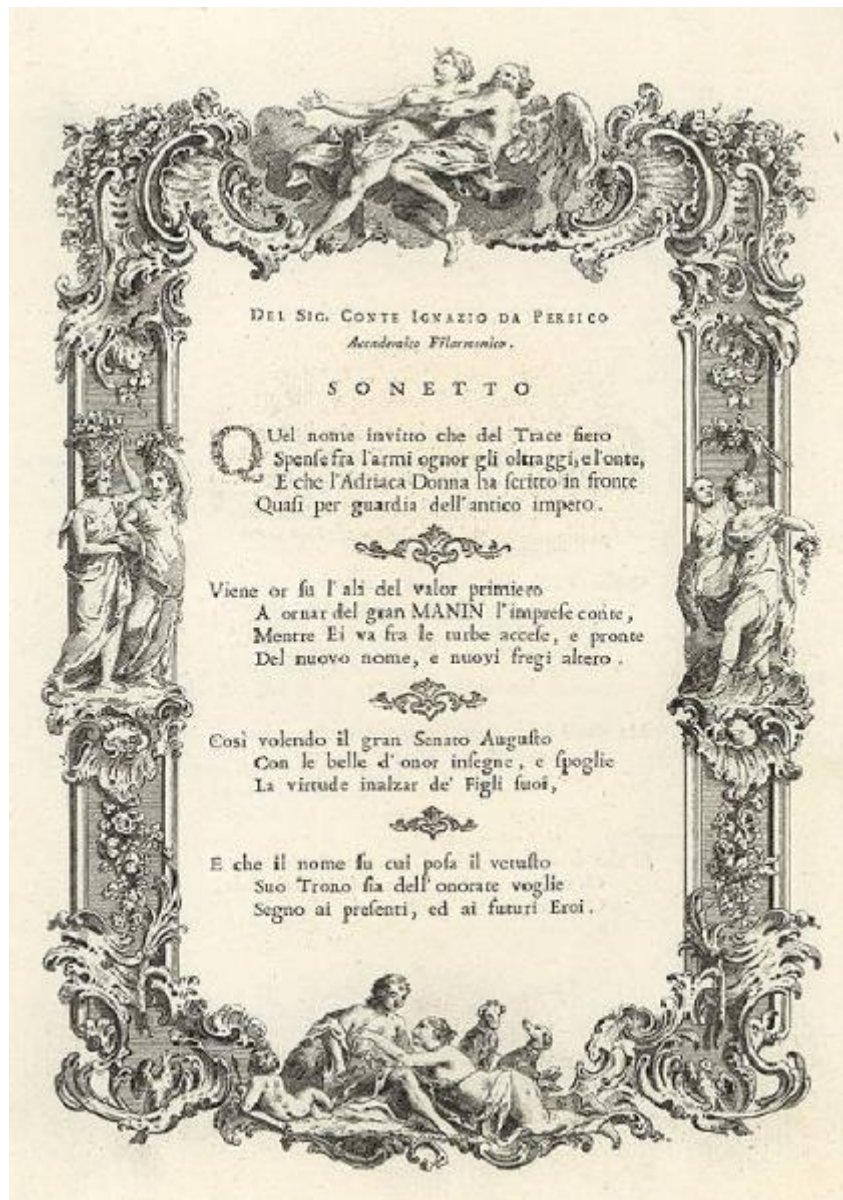 DEL SIG. CONTE IGNAZIO DA PERSICO
Accademico Filarmonico.
SONETTO
QUel nome invitto che del Trace fiero
Spenſe fra l'armi ognor gli oltraggi, e l'onte,
E che l'Adriaca Donna ha ſcritto in fronte
Quaſi per guardia dell'antico impero.
Viene or ſu l'ali del valor primiero
A ornar del gran MANIN l'impreſe conte,
Mentre Ei va fra le turbe acceſe, e pronte
Del nuovo nome, e nuovi fregi altero.
Così volendo il gran Senato Auguſto
Con le belle d'onor inſegne, e ſpoglie
La virtude inalzar de' Figli ſuoi,
E che il nome ſu cui poſa il vetuſto
Suo Trono ſia dell'onorate voglie
Segno ai preſenti, ed ai futuri Eroi.